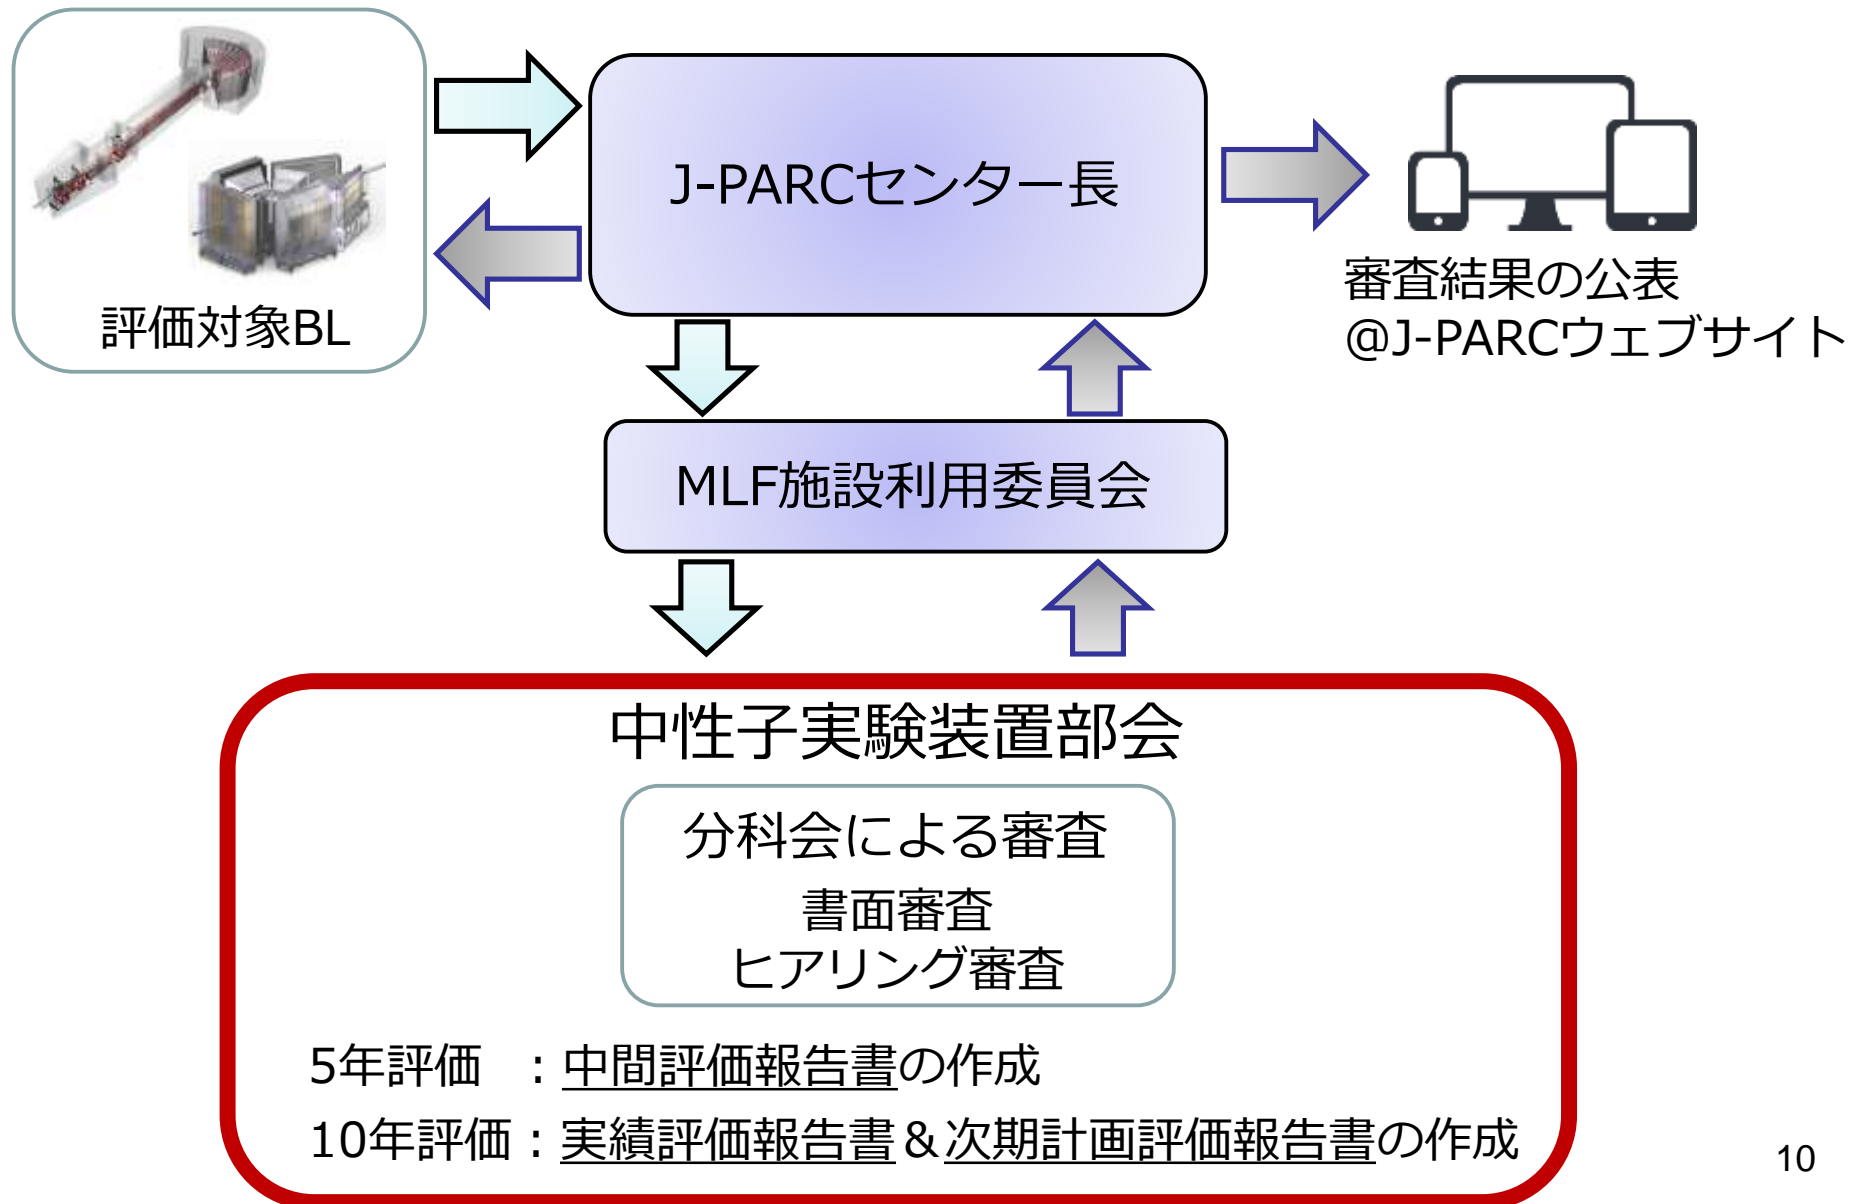 評価対象BL
J-PARCセンター長
審査結果の公表
@J-PARCウェブサイト
MLF施設利用委員会
中性子実験装置部会
分科会による審査
書面審査
ヒアリング審査
5年評価 ：中間評価報告書の作成
10年評価：実績評価報告書＆次期計画評価報告書の作成
10